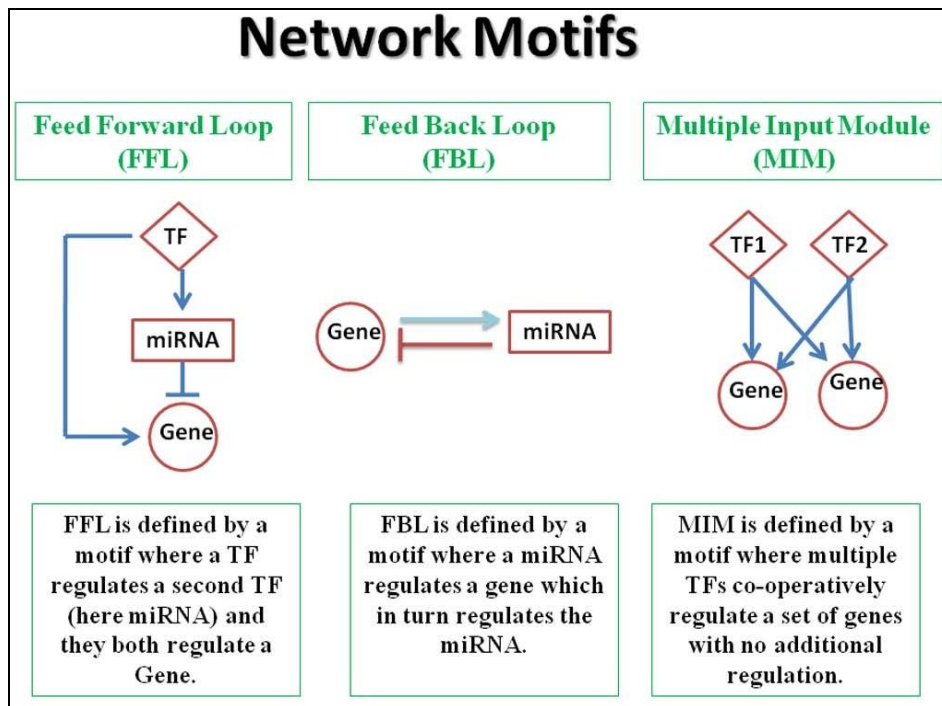 Network Motifs
Feed Forward Loop
(FFL)
Feed Back Loop
(FBL)
Multiple Input Module
(MIM)
TF
miRNA
Gene
Gene
miRNA
TF1
TF2
Gene
Gene
FFL is defined by a
motif where a TF
regulates a second TF
(here miRNA) and
they both regulate a
Gene.
FBL is defined by a
motif where a miRNA
regulates a gene which
in turn regulates the
miRNA.
MIM is defined by a
motif where multiple
TFs co-operatively
regulate a set of genes
with no additional
regulation.